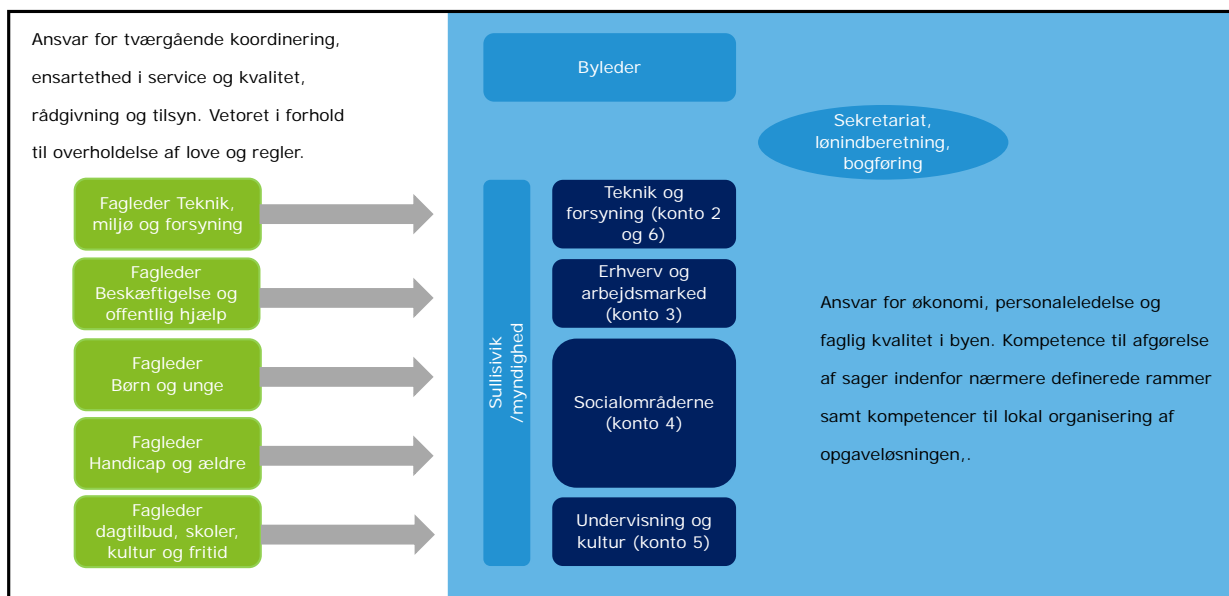 Ansvar for tværgående koordinering,
ensartethed i service og kvalitet,
rådgivning og tilsyn. Vetoret i forhold
til overholdelse af love og regler.
Fagleder Teknik,
miljø og forsyning
Fagleder
Beskæftigelse og
offentlig hjælp
Fagleder
Børn og unge
Fagleder
Handicap og ældre
Fagleder
dagtilbud, skoler,
kultur og fritid
Byleder
Sekretariat,
lønindberetning,
bogføring
Sullisivik
/myndighed
Teknik og
forsyning (konto 2
og 6)
Erhverv og
arbejdsmarked
(konto 3)
Socialområderne
(konto 4)
Undervisning og
kultur (konto 5)
Ansvar for økonomi, personaleledelse og
faglig kvalitet i byen. Kompetence til afgørelse
af sager indenfor nærmere definerede rammer
samt kompetencer til lokal organisering af
opgaveløsningen,.